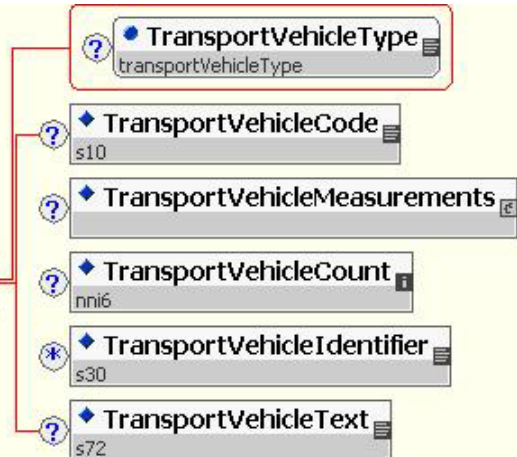 ? TransportVehicleType
transportVehicleType
? TransportVehicleCode
s10
? TransportVehicleMeasurements
? TransportVehicleCount
nni6
* TransportVehicleIdentifier
s30
? TransportVehicleText
s72